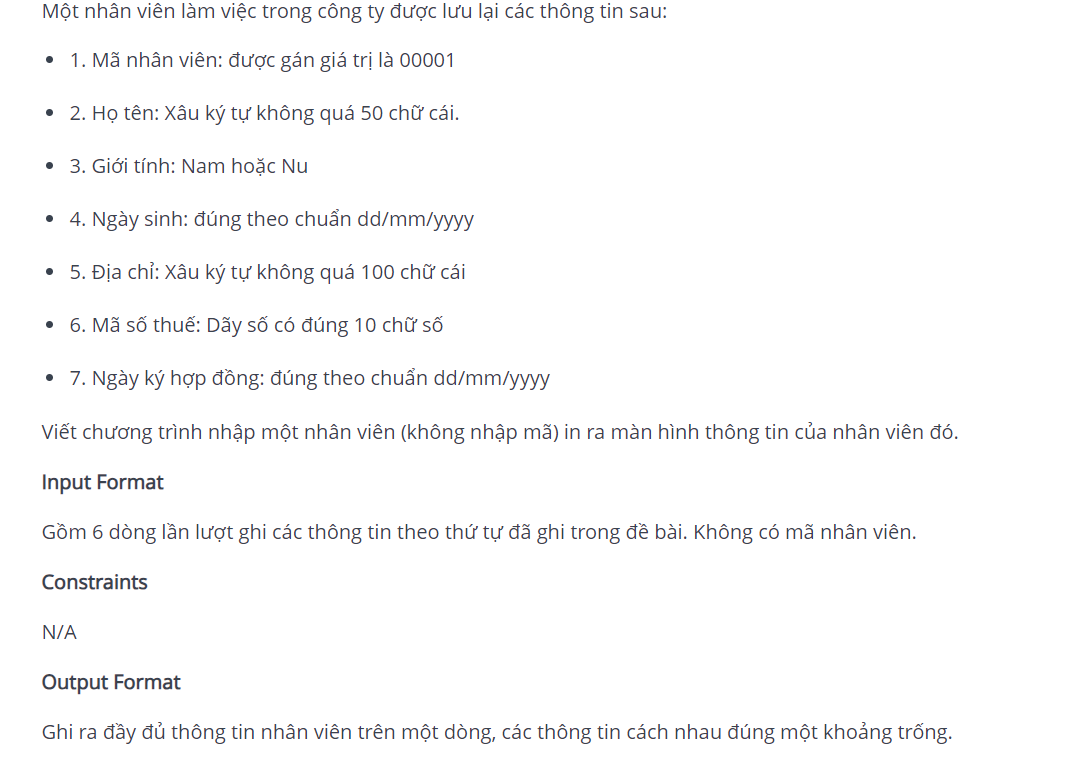 Một nhân viên làm việc trong công ty được lưu lại các thông tin sau:
• 1. Mã nhân viên: được gán giá trị là 00001
• 2. Họ tên: Xâu ký tự không quá 50 chữ cái.
• 3. Giới tính: Nam hoặc Nu
• 4. Ngày sinh: đúng theo chuẩn dd/mm/yyyy
• 5. Địa chỉ: Xâu ký tự không quá 100 chữ cái
• 6. Mã số thuế: Dãy số có đúng 10 chữ số
• 7. Ngày ký hợp đồng: đúng theo chuẩn dd/mm/yyyy
Viết chương trình nhập một nhân viên (không nhập mã) in ra màn hình thông tin của nhân viên đó.
Input Format
Gồm 6 dòng lần lượt ghi các thông tin theo thứ tự đã ghi trong đề bài. Không có mã nhân viên.
Constraints
N/A
Output Format
Ghi ra đầy đủ thông tin nhân viên trên một dòng, các thông tin cách nhau đúng một khoảng trống.